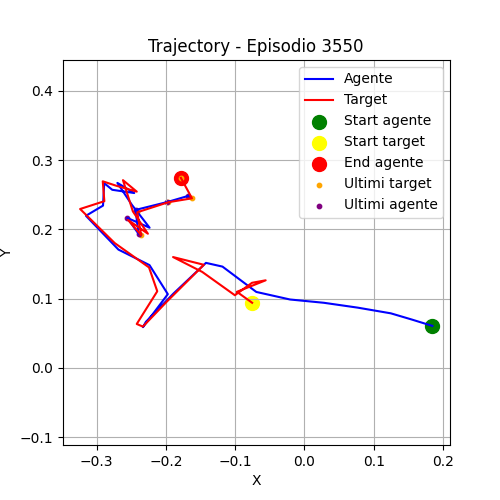 Trajectory - Episodio 3550
Agente
Target
Start agente
Start target
End agente
Ultimi target
Ultimi agente
0.4
0.3
0.2
0.1
0.0
−0.1
Y
−0.3
−0.2
−0.1
0.0
0.1
0.2
X